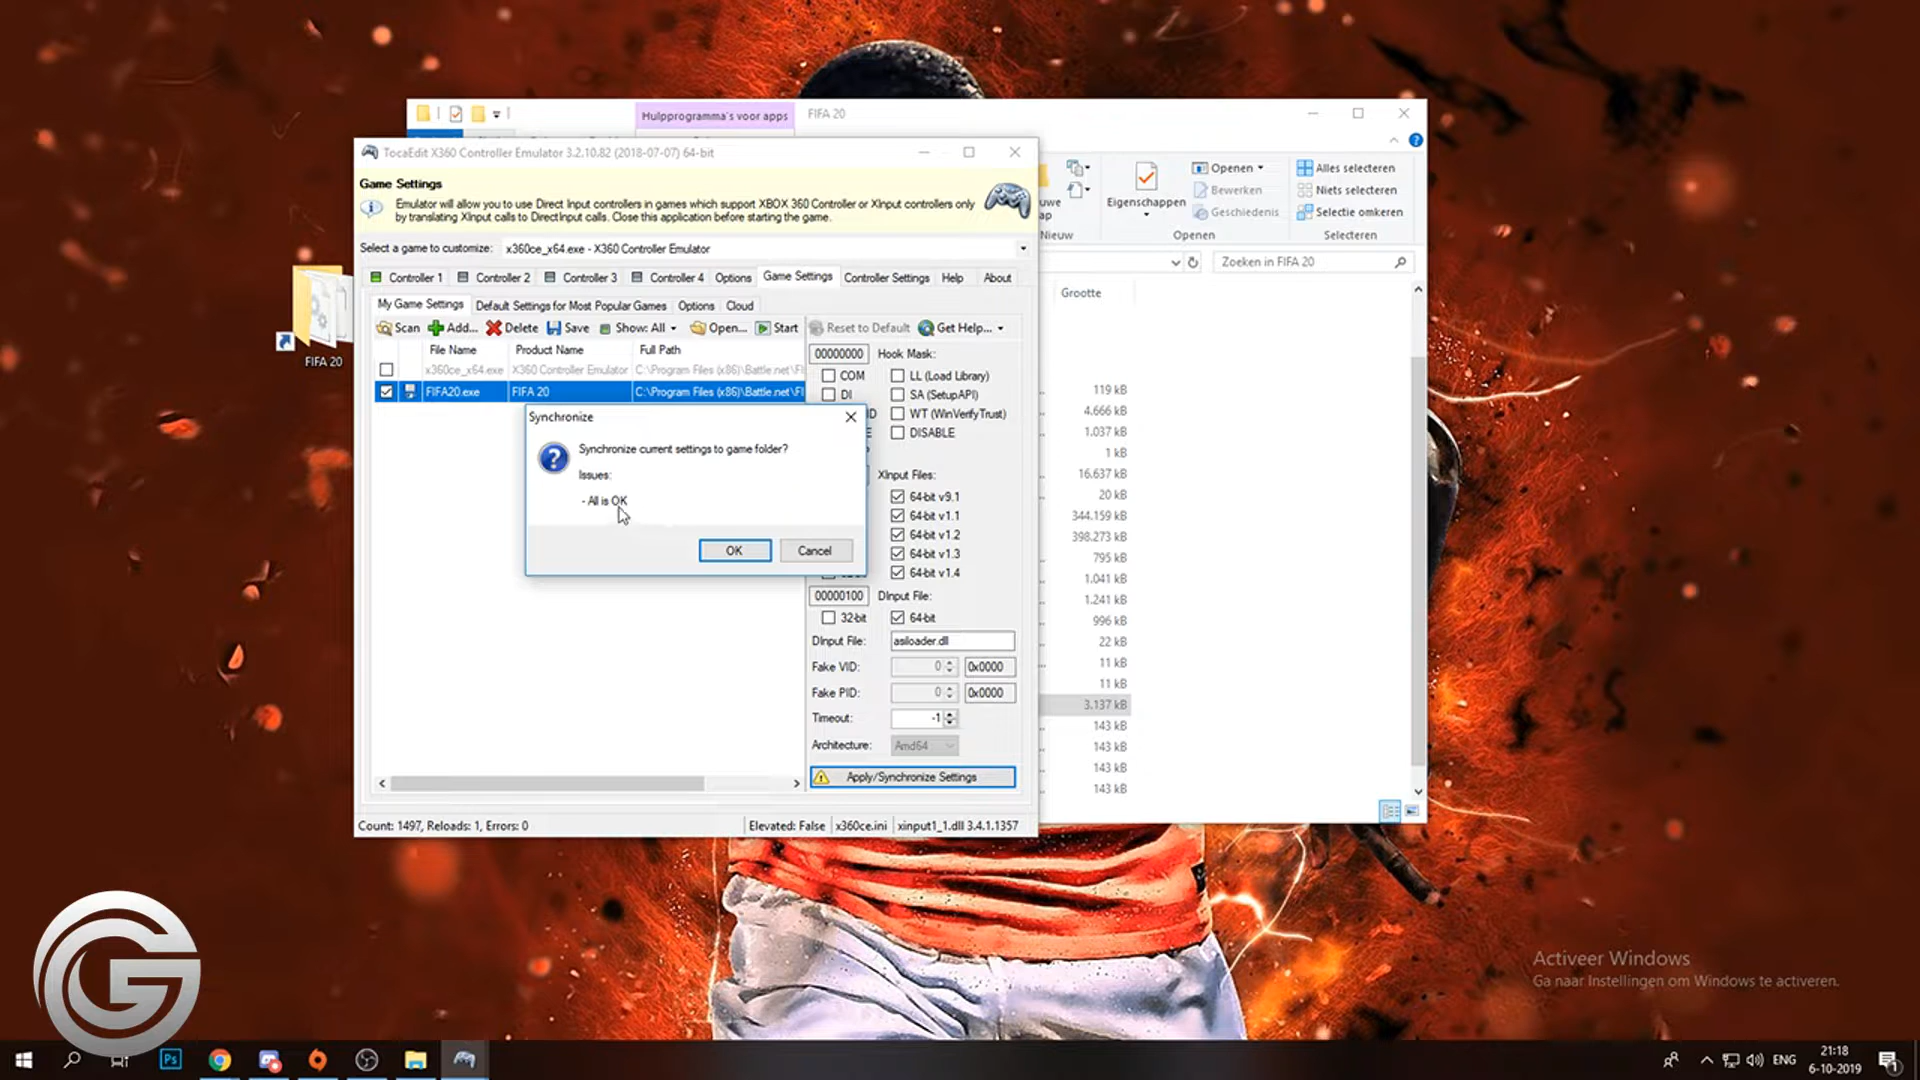 Hulpprogramma's voor apps
FIFA 20
TocaEdit X360 Controller Emulator 3.2.10.82 (2018-07-07) 64-bit
Game Settings
Emulator will allow you to use Direct Input controllers in games which support XBOX 360 Controller or XInput controllers only
by translating XInput calls to DirectInput calls. Close this application before starting the game.
Select a game to customize: x360ce_x64.exe - X360 Controller Emulator
Controller 1 Controller 2 Controller 3 Controller 4 Options Game Settings Controller Settings Help About
My Game Settings Default Settings for Most Popular Games Options Cloud
Scan Add... Delete Save Show: All Open... Start Reset to Default Get Help...
File Name Product Name Full Path
x360ce_x64.exe X360 Controller Emulator C:\Program Files (x86)\Battle.net\FI
FIFA20.exe FIFA 20 C:\Program Files (x86)\Battle.net\FI
00000000 Hook Mask:
COM LL (Load Library)
DI SA (SetupAPI)
WT (WinVerifyTrust)
DISABLE
Synchronize
Synchronize current settings to game folder?
Issues:
- All is OK
OK Cancel
XInput Files:
64-bit v9.1
64-bit v1.1
64-bit v1.2
64-bit v1.3
64-bit v1.4
00000100 DInput File:
32-bit 64-bit
DInput File: asiloader.dll
Fake VID: 0 0x0000
Fake PID: 0 0x0000
Timeout: -1
Architecture: Amd64
Apply/Synchronize Settings
Count: 1497, Reloads: 1, Errors: 0
Elevated: False x360ce.ini xinput1_1.dll 3.4.1.1357
Eigenschappen
Openen
Bewerken
Geschiedenis
Alles selecteren
Niets selecteren
Selectie omkeren
Nieuw Openen Selecteren
Zoeken in FIFA 20
Grootte
119 kB
4.666 kB
1.037 kB
1 kB
16.637 kB
20 kB
344.159 kB
398.273 kB
795 kB
1.041 kB
1.241 kB
996 kB
22 kB
11 kB
11 kB
3.137 kB
143 kB
143 kB
143 kB
143 kB
FIFA 20
Activeer Windows
Ga naar Instellingen om Windows te activeren.
Ps
ENG
21:18
6-10-2019
1